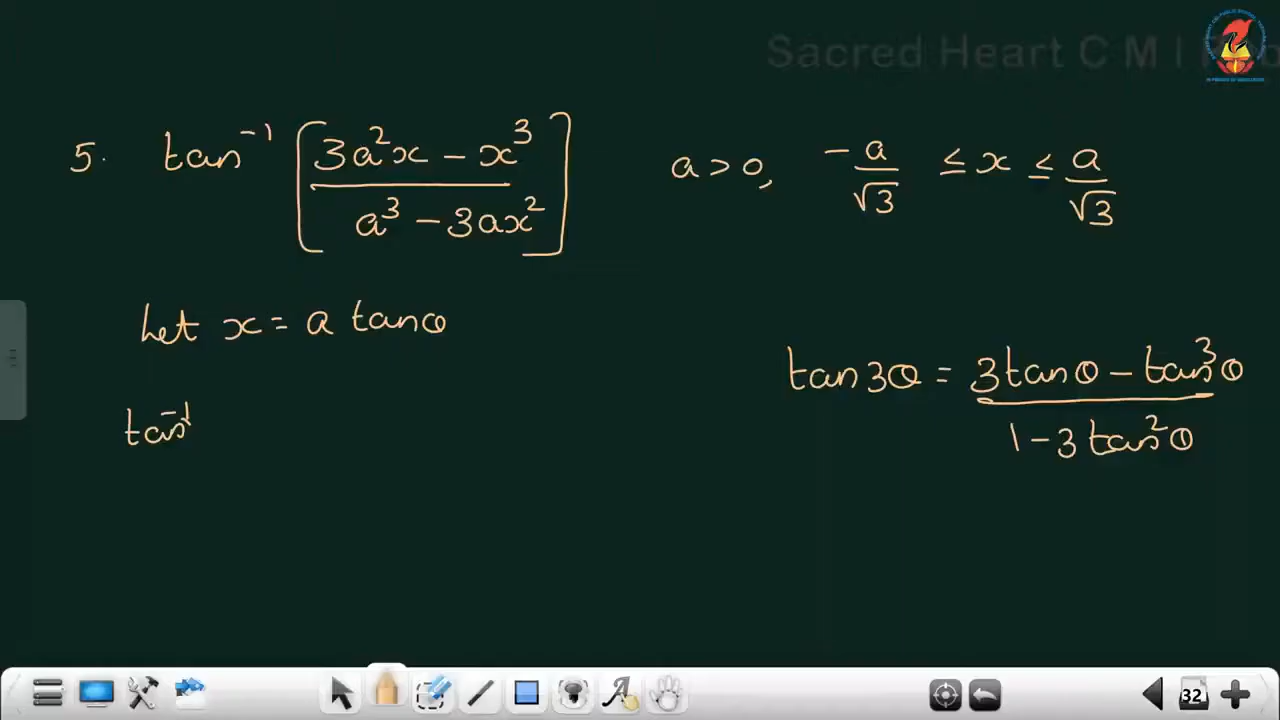 Sacred Heart C M I P
5. tan⁻¹ [ (3a²x − x³) / (a³ − 3ax²) ]   a > 0,   −a/√3 ≤ x ≤ a/√3
Let x = a tanθ
tan3θ = (3tanθ − tan³θ) / (1 − 3tan²θ)
tan⁻¹
32